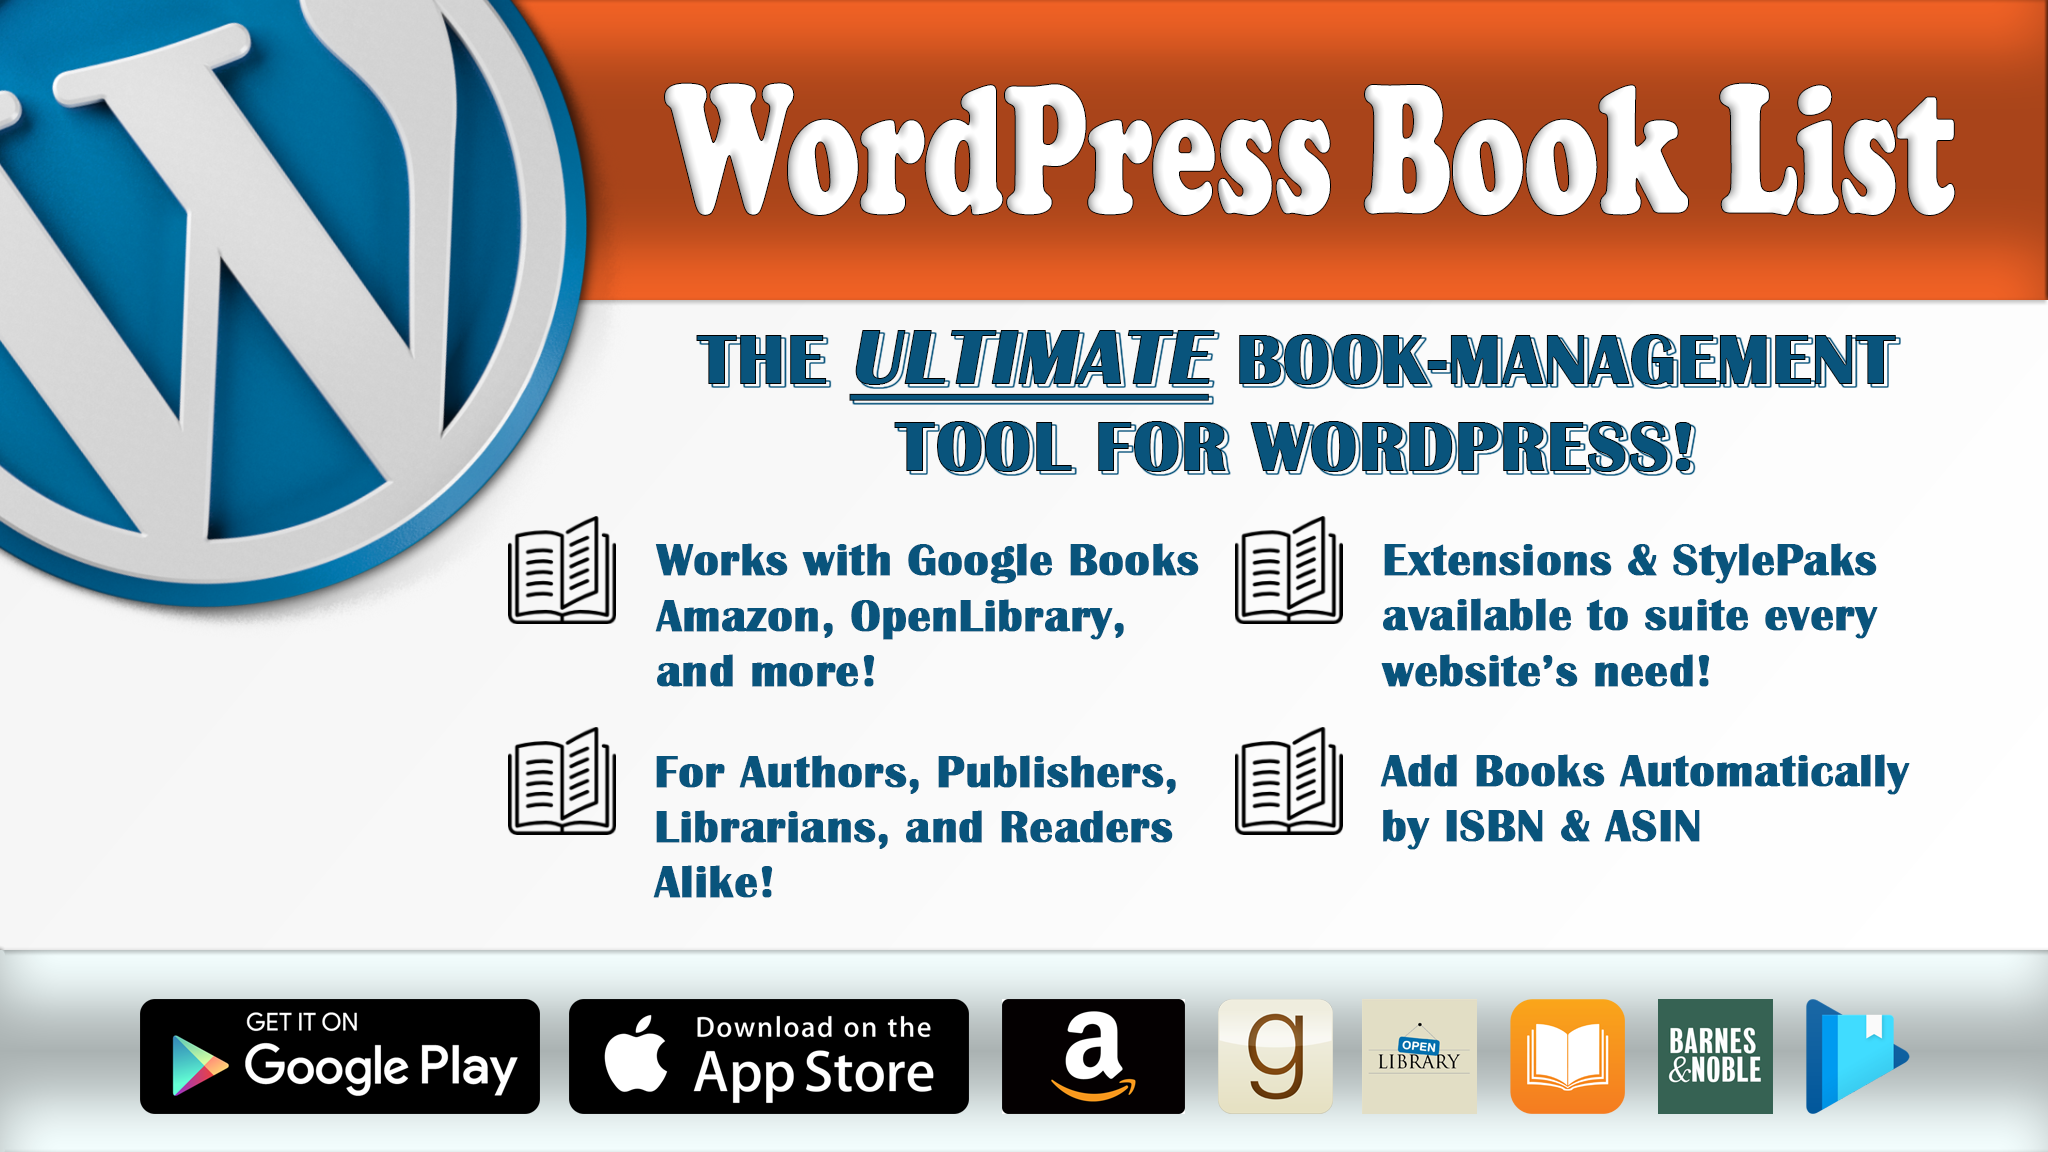 WordPress Book List
THE ULTIMATE BOOK-MANAGEMENT
TOOL FOR WORDPRESS!
Works with Google Books
Amazon, OpenLibrary,
and more!
Extensions & StylePaks
available to suite every
website's need!
For Authors, Publishers,
Librarians, and Readers
Alike!
Add Books Automatically
by ISBN & ASIN
GET IT ON
Google Play
Download on the
App Store
a
g
OPEN
LIBRARY
BARNES
&NOBLE